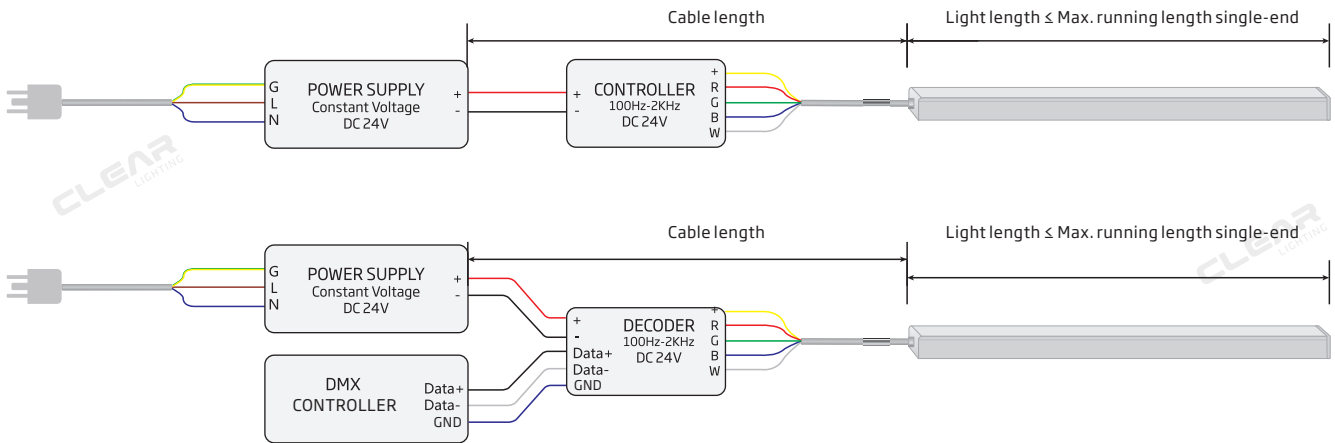 Cable length
Light length ≤ Max. running length single-end
G
L
N
POWER SUPPLY
Constant Voltage
DC 24V
+
-
+
-
CONTROLLER
100Hz-2KHz
DC 24V
+
R
G
B
W
CLEAR
LIGHTING
Cable length
Light length ≤ Max. running length single-end
CLEAR
LIGHTING
G
L
N
POWER SUPPLY
Constant Voltage
DC 24V
+
-
+
-
Data+
Data-
GND
DECODER
100Hz-2KHz
DC 24V
+
R
G
B
W
DMX
CONTROLLER
Data+
Data-
GND